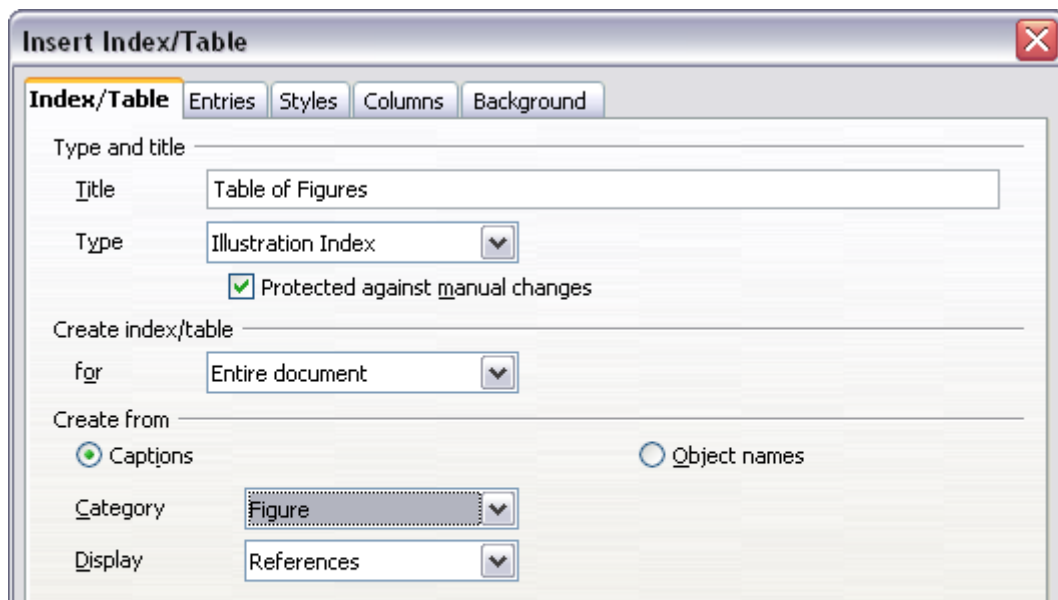 Insert Index/Table
Index/Table Entries Styles Columns Background
Type and title
Title Table of Figures
Type Illustration Index
Protected against manual changes
Create index/table
for Entire document
Create from
Captions Object names
Category Figure
Display References